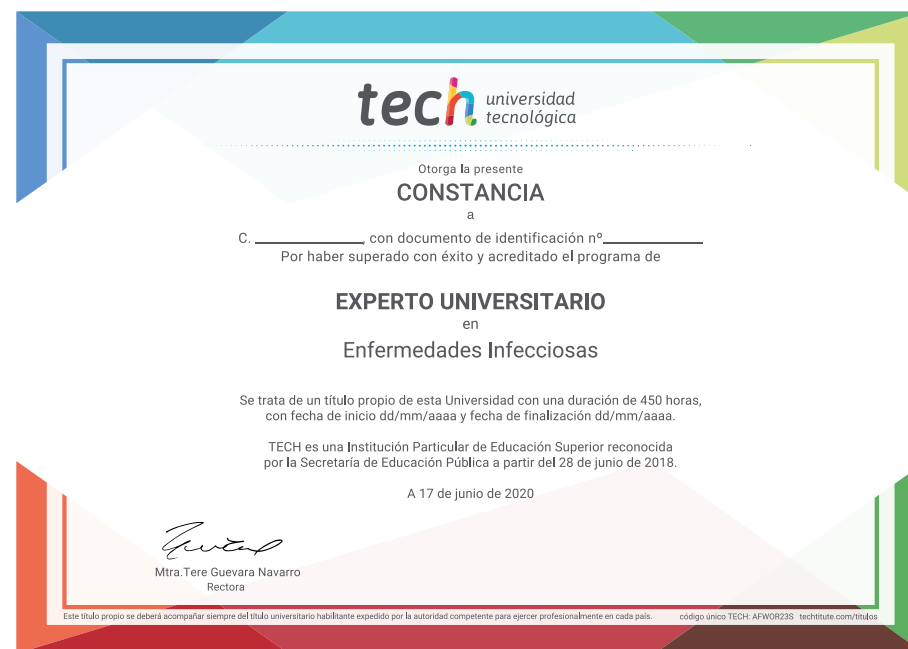 tech universidad
tecnológica
Otorga la presente
CONSTANCIA
a
C. ____________, con documento de identificación nº____________
Por haber superado con éxito y acreditado el programa de
EXPERTO UNIVERSITARIO
en
Enfermedades Infecciosas
Se trata de un título propio de esta Universidad con una duración de 450 horas,
con fecha de inicio dd/mm/aaaa y fecha de finalización dd/mm/aaaa.
TECH es una Institución Particular de Educación Superior reconocida
por la Secretaría de Educación Pública a partir del 28 de junio de 2018.
A 17 de junio de 2020
Mtra.Tere Guevara Navarro
Rectora
Este título propio se deberá acompañar siempre del título universitario habilitante expedido por la autoridad competente para ejercer profesionalmente en cada país. código único TECH: AFWOR23S techtitute.com/titulos